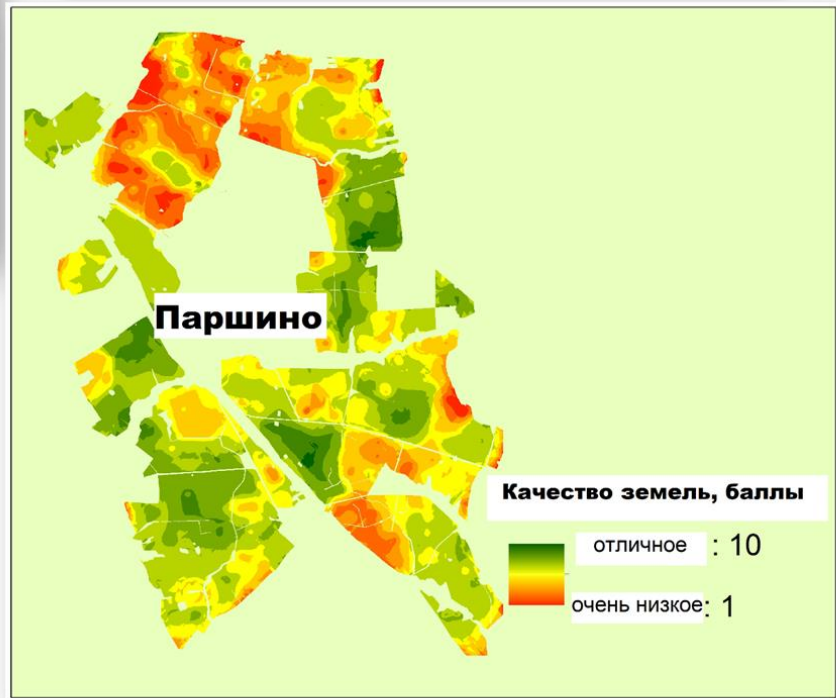 Паршино
Качество земель, баллы
отличное : 10
очень низкое : 1